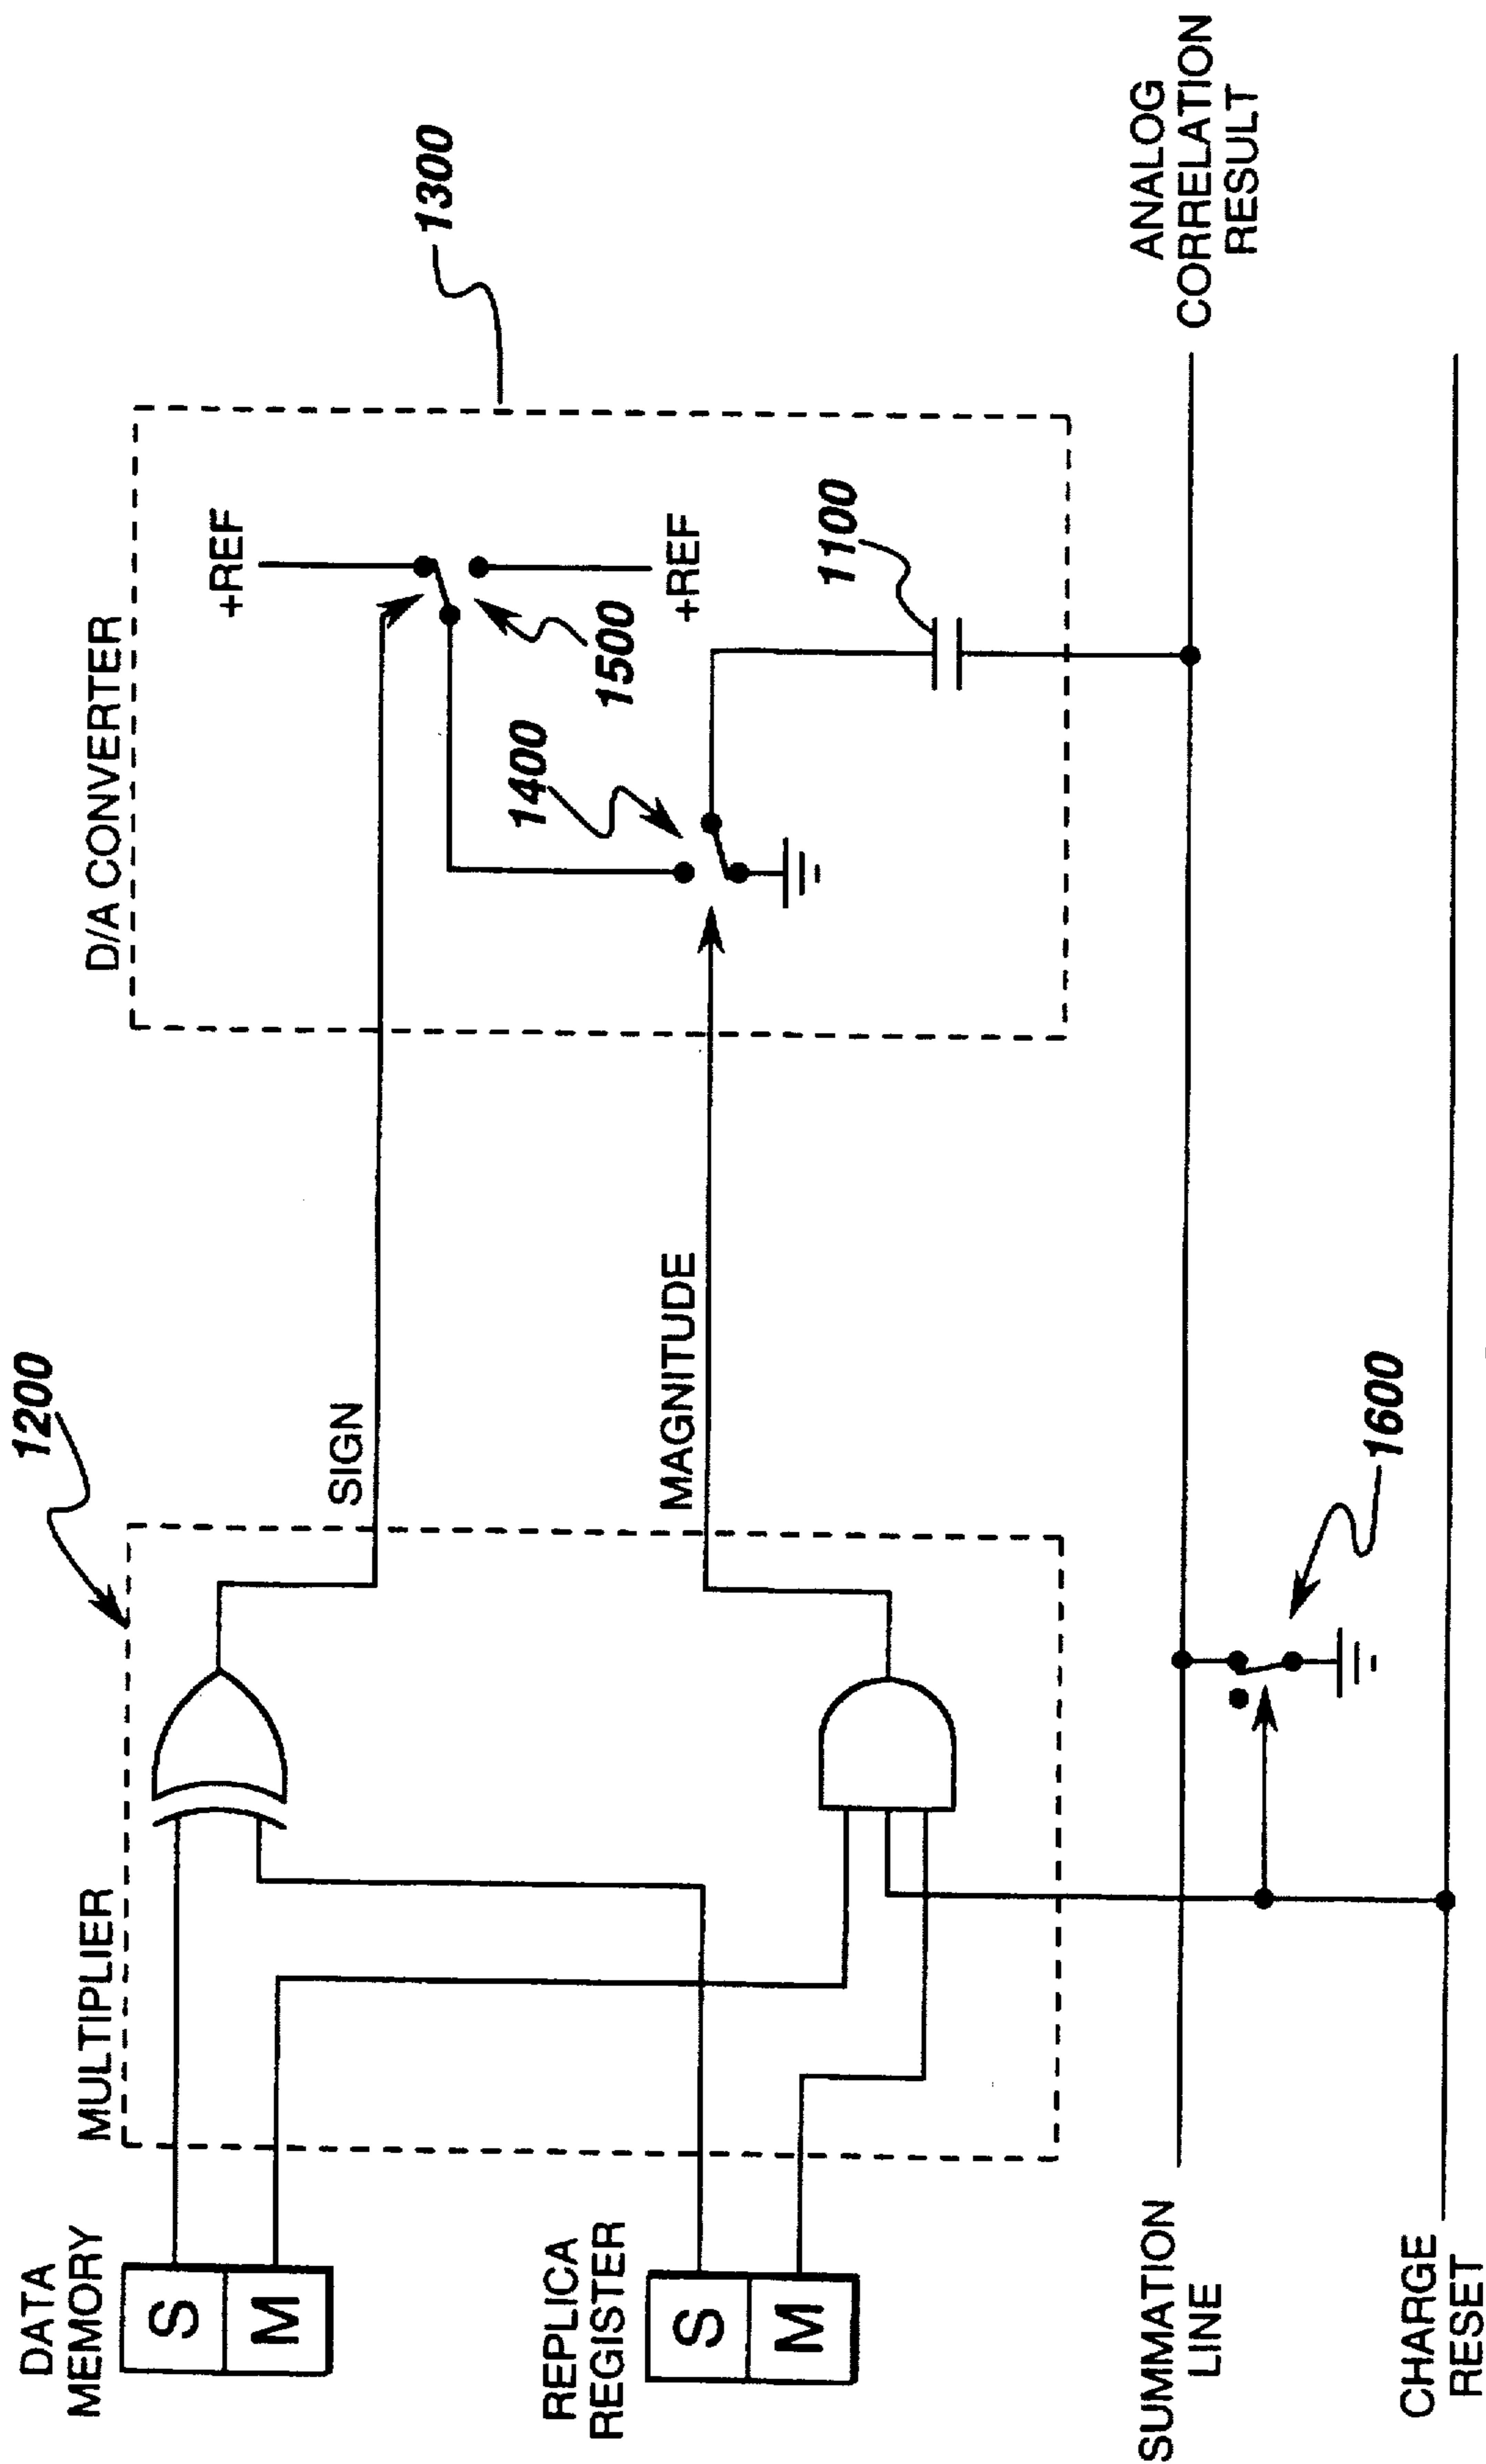 DATA
MEMORY
S
M
REPLICA
REGISTER
S
M
MULTIPLIER
1200
SIGN
MAGNITUDE
D/A CONVERTER
1300
+REF
+REF
1500
1400
1100
SUMMATION
LINE
CHARGE
RESET
1600
ANALOG
CORRELATION
RESULT